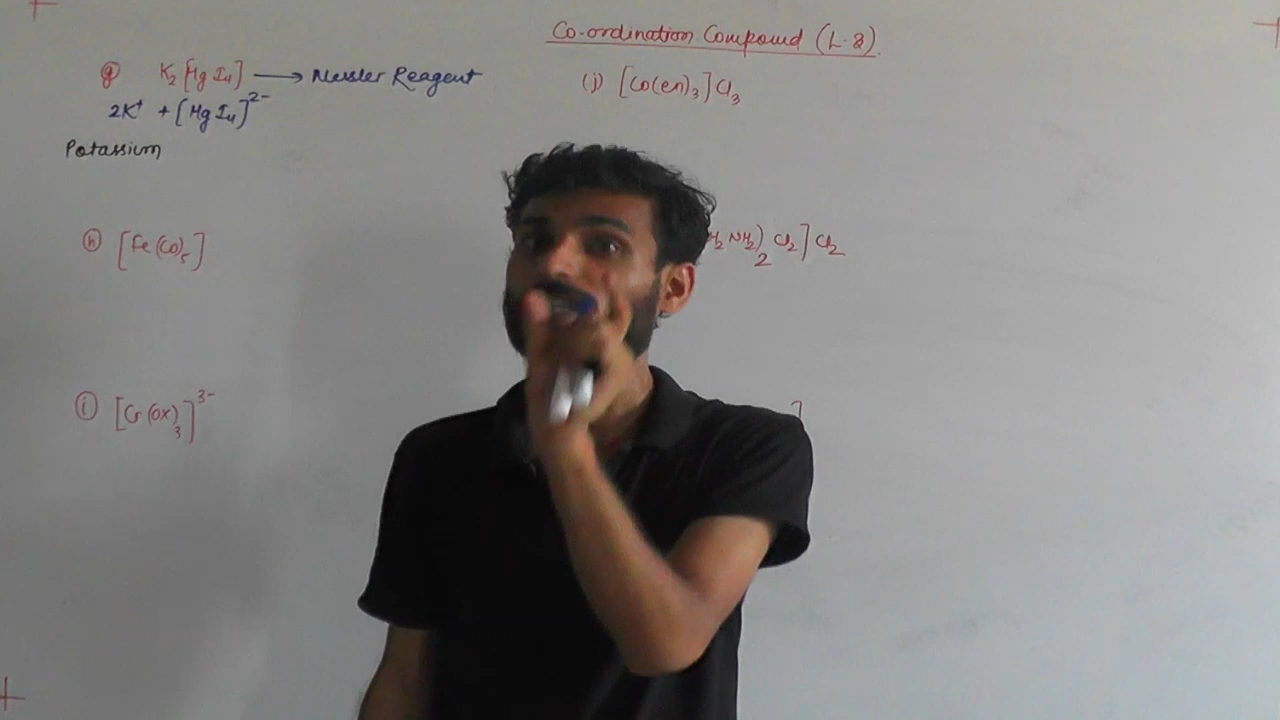 Co-ordination Compound (L-2)
g K₂[HgI₄] ⟶ Nessler Reagent
2K⁺ + [HgI₄]²⁻
Potassium
h [Fe(CO)₅]
i [Cr(ox)₃]³⁻
(j) [Co(en)₃]Cl₃
NH₂)₂ Cl₂]Cl₂
]